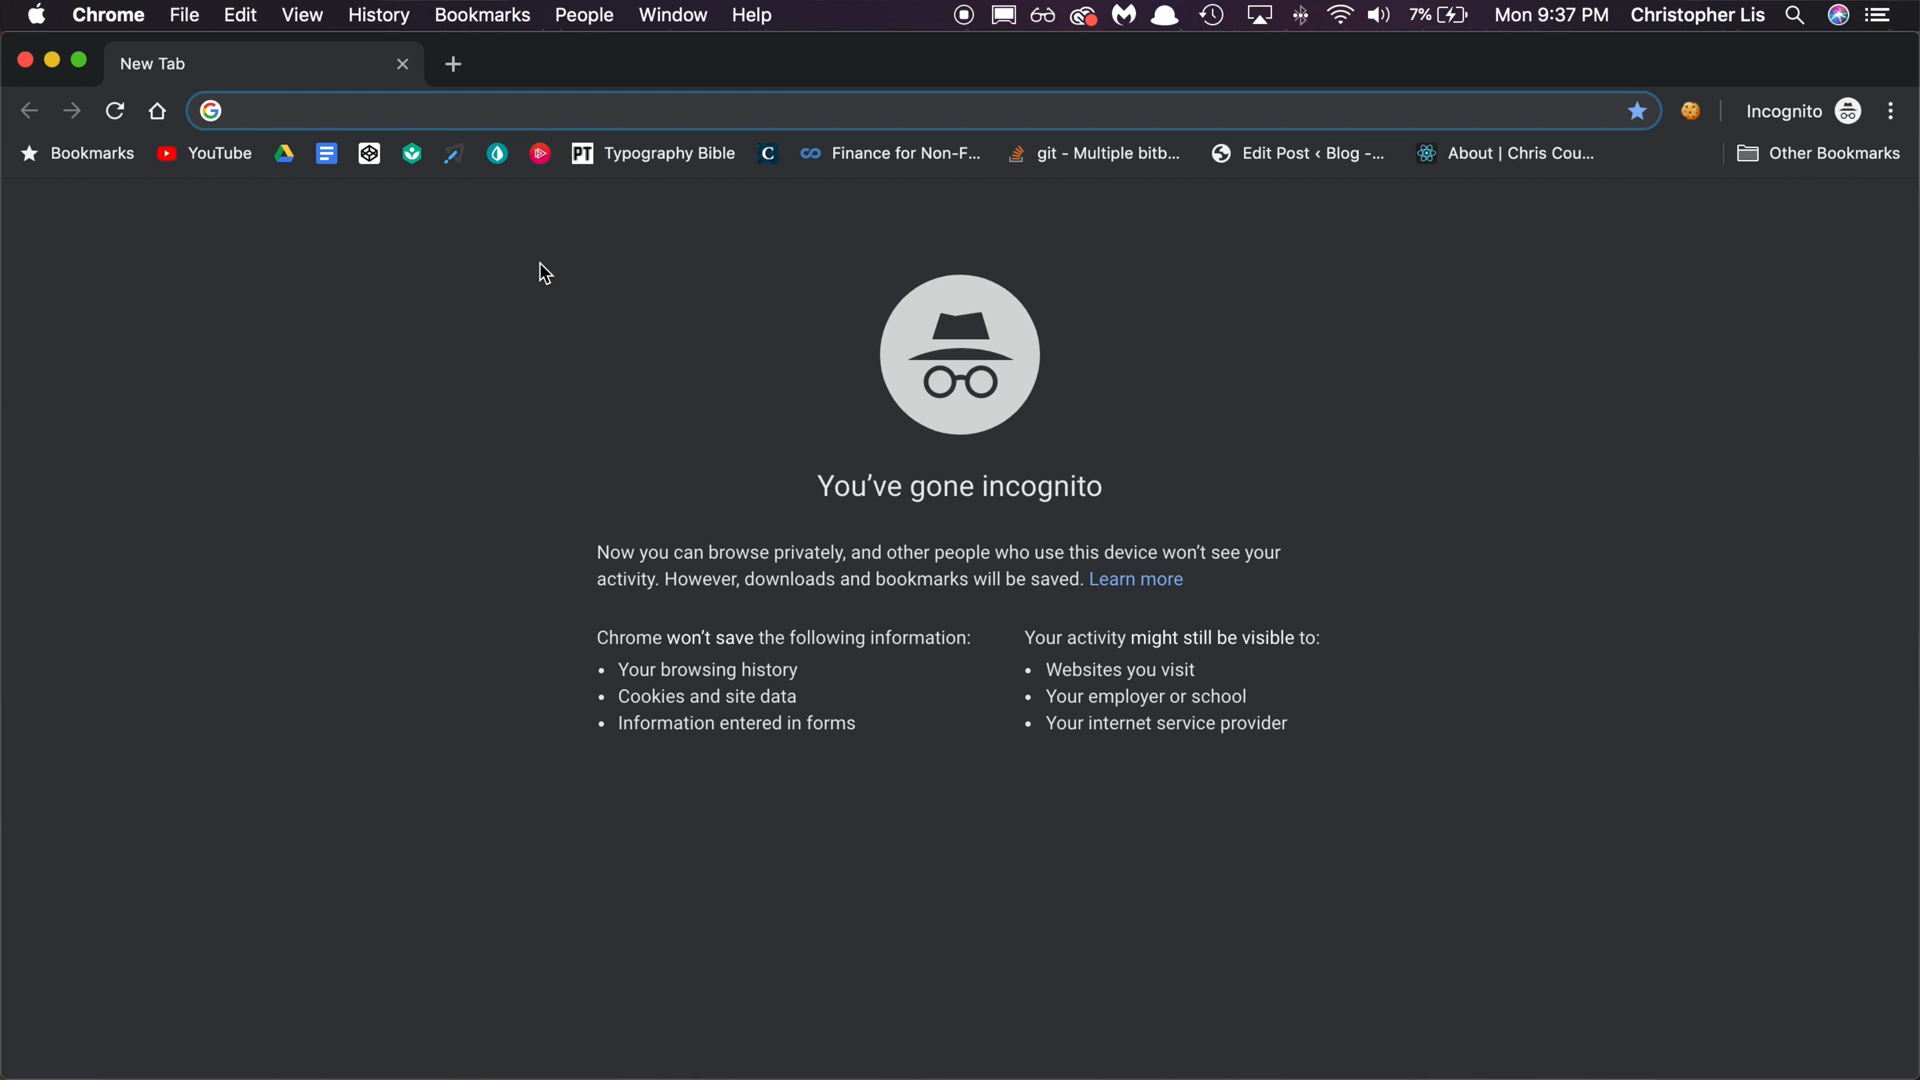 Chrome File Edit View History Bookmarks People Window Help 7% Mon 9:37 PM Christopher Lis
New Tab
Incognito
Bookmarks YouTube PT Typography Bible C Finance for Non-F... git - Multiple bitb... Edit Post ‹ Blog -... About | Chris Cou... Other Bookmarks
You've gone incognito
Now you can browse privately, and other people who use this device won't see your
activity. However, downloads and bookmarks will be saved. Learn more
Chrome won't save the following information:
• Your browsing history
• Cookies and site data
• Information entered in forms
Your activity might still be visible to:
• Websites you visit
• Your employer or school
• Your internet service provider